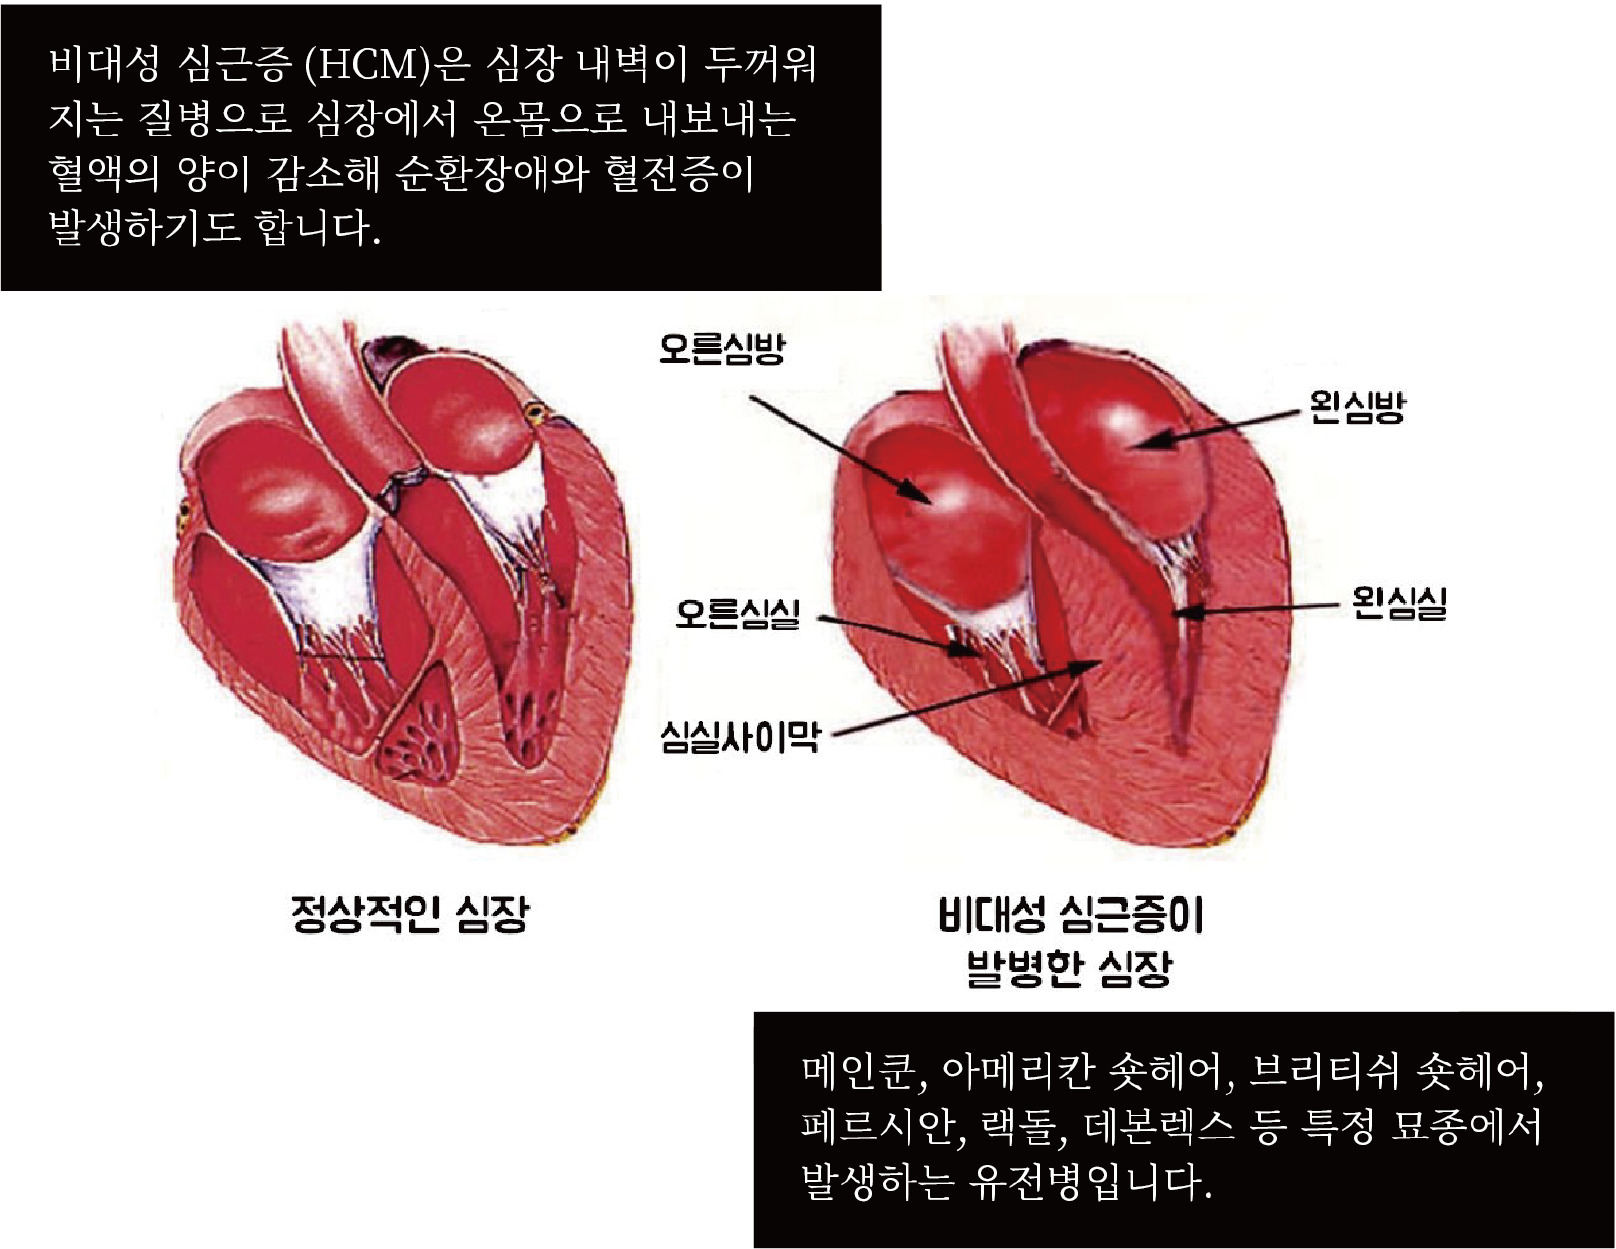 비대성 심근증 (HCM)은 심장 내벽이 두꺼워
지는 질병으로 심장에서 온몸으로 내보내는
혈액의 양이 감소해 순환장애와 혈전증이
발생하기도 합니다.
오른심방
왼심방
오른심실
왼심실
심실사이막
정상적인 심장
비대성 심근증이
발병한 심장
메인쿤, 아메리칸 숏헤어, 브리티쉬 숏헤어,
페르시안, 랙돌, 데본렉스 등 특정 묘종에서
발생하는 유전병입니다.